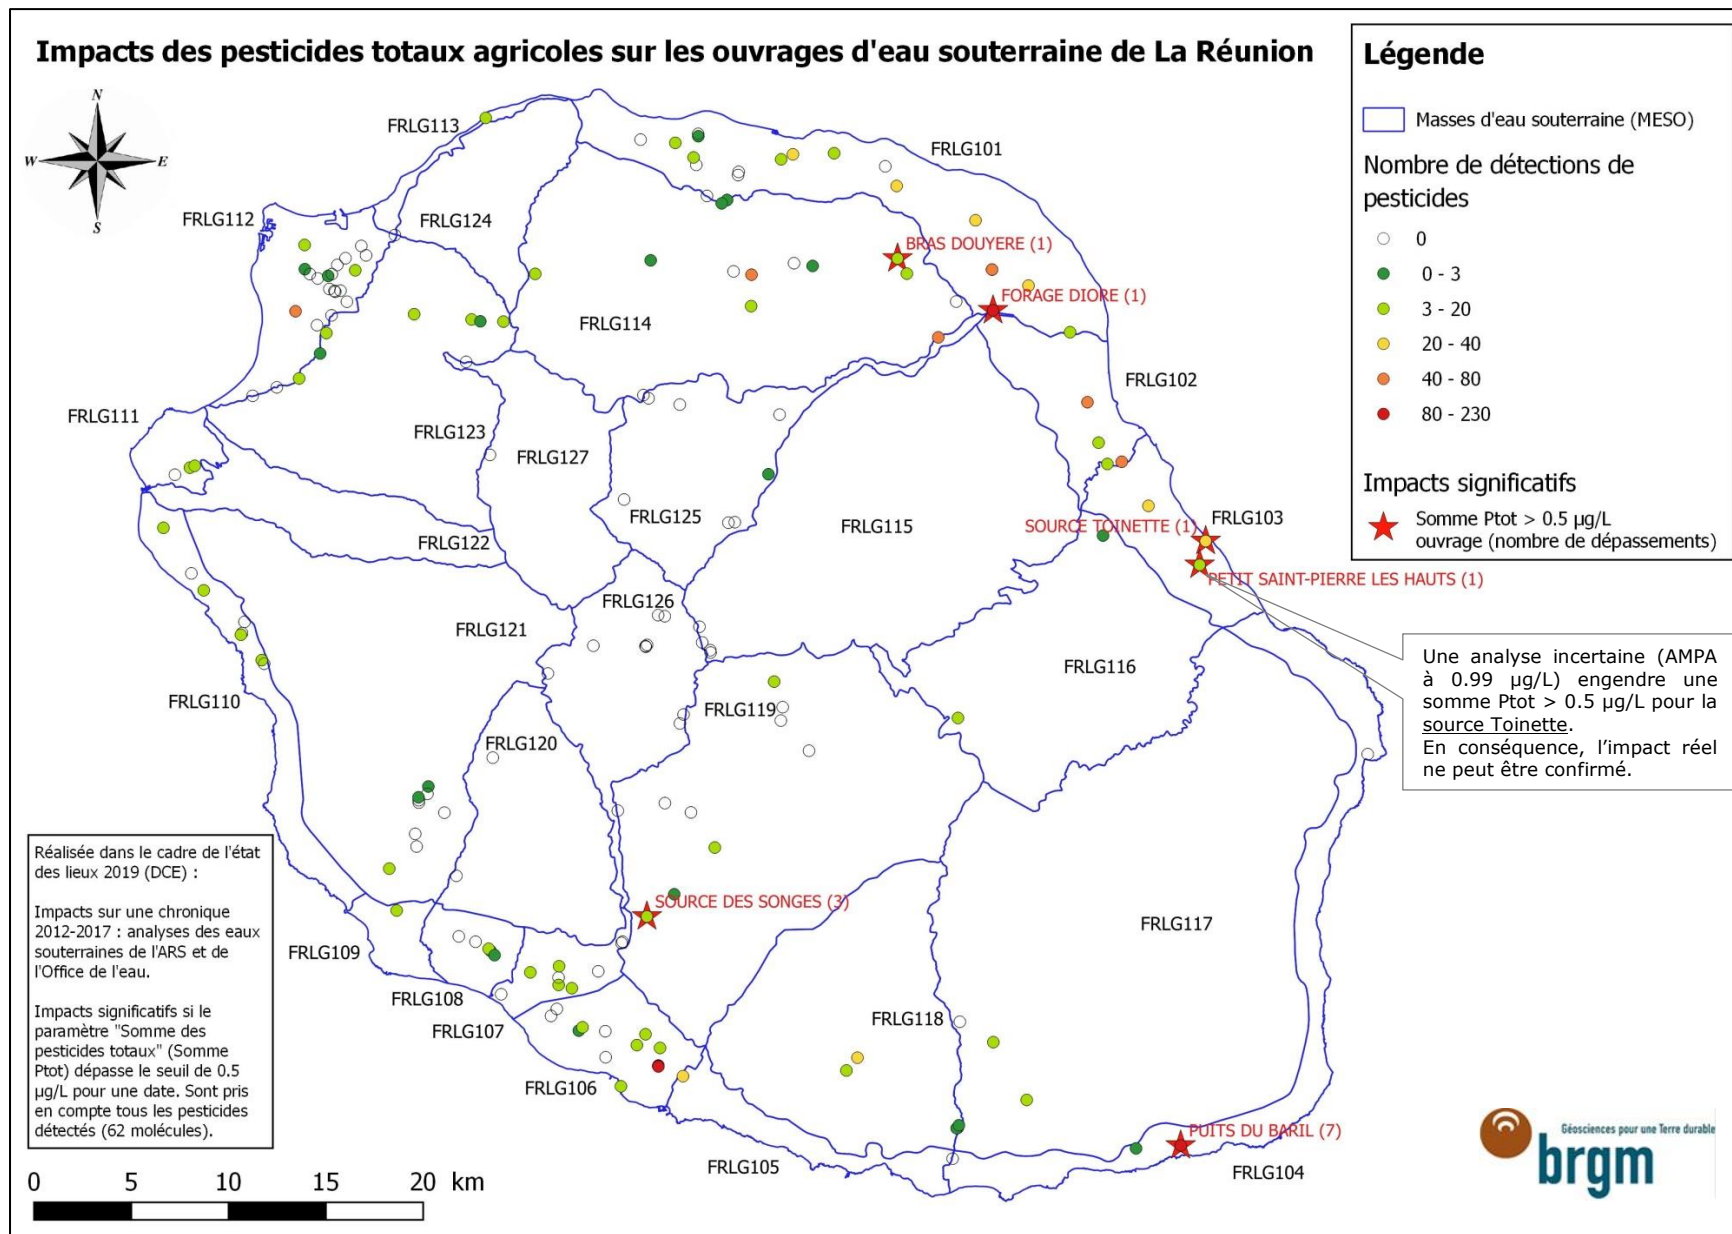 Impacts des pesticides totaux agricoles sur les ouvrages d'eau souterraine de La Réunion
N
W
E
S
Légende
Masses d'eau souterraine (MESO)
Nombre de détections de
pesticides
0
0 - 3
3 - 20
20 - 40
40 - 80
80 - 230
Impacts significatifs
Somme Ptot > 0.5 µg/L
ouvrage (nombre de dépassements)
FRLG113
FRLG101
FRLG112
FRLG124
BRAS DOUYERE (1)
FORAGE DIORE (1)
FRLG114
FRLG102
FRLG111
FRLG123
FRLG127
FRLG125
FRLG115
SOURCE TOINETTE (1)
FRLG103
FRLG122
PETIT SAINT-PIERRE LES HAUTS (1)
FRLG126
FRLG121
FRLG116
FRLG110
FRLG119
FRLG120
Une analyse incertaine (AMPA
à 0.99 µg/L) engendre une
somme Ptot > 0.5 µg/L pour la
source Toinette.
En conséquence, l'impact réel
ne peut être confirmé.
SOURCE DES SONGES (3)
FRLG117
FRLG109
FRLG108
FRLG107
FRLG118
FRLG106
PUITS DU BARIL (7)
FRLG105
FRLG104
Réalisée dans le cadre de l'état
des lieux 2019 (DCE) :
Impacts sur une chronique
2012-2017 : analyses des eaux
souterraines de l'ARS et de
l'Office de l'eau.
Impacts significatifs si le
paramètre "Somme des
pesticides totaux" (Somme
Ptot) dépasse le seuil de 0.5
µg/L pour une date. Sont pris
en compte tous les pesticides
détectés (62 molécules).
0 5 10 15 20 km
Géosciences pour une Terre durable
brgm